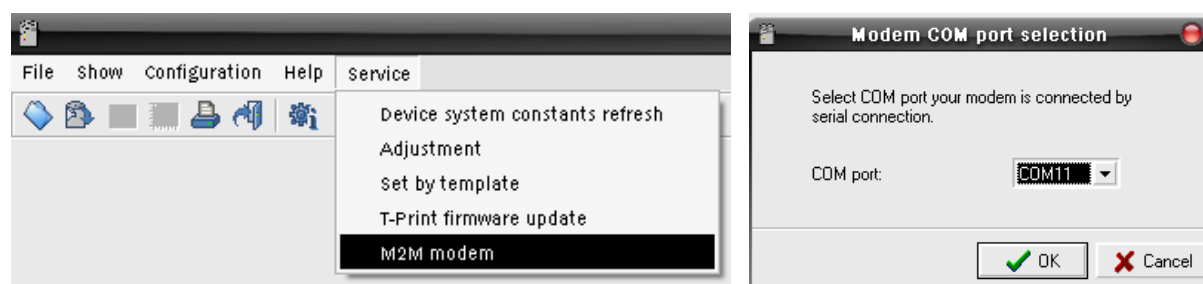 File Show Configuration Help Service
Device system constants refresh
Adjustment
Set by template
T-Print firmware update
M2M modem
Modem COM port selection
Select COM port your modem is connected by
serial connection.
COM port: COM11
OK Cancel